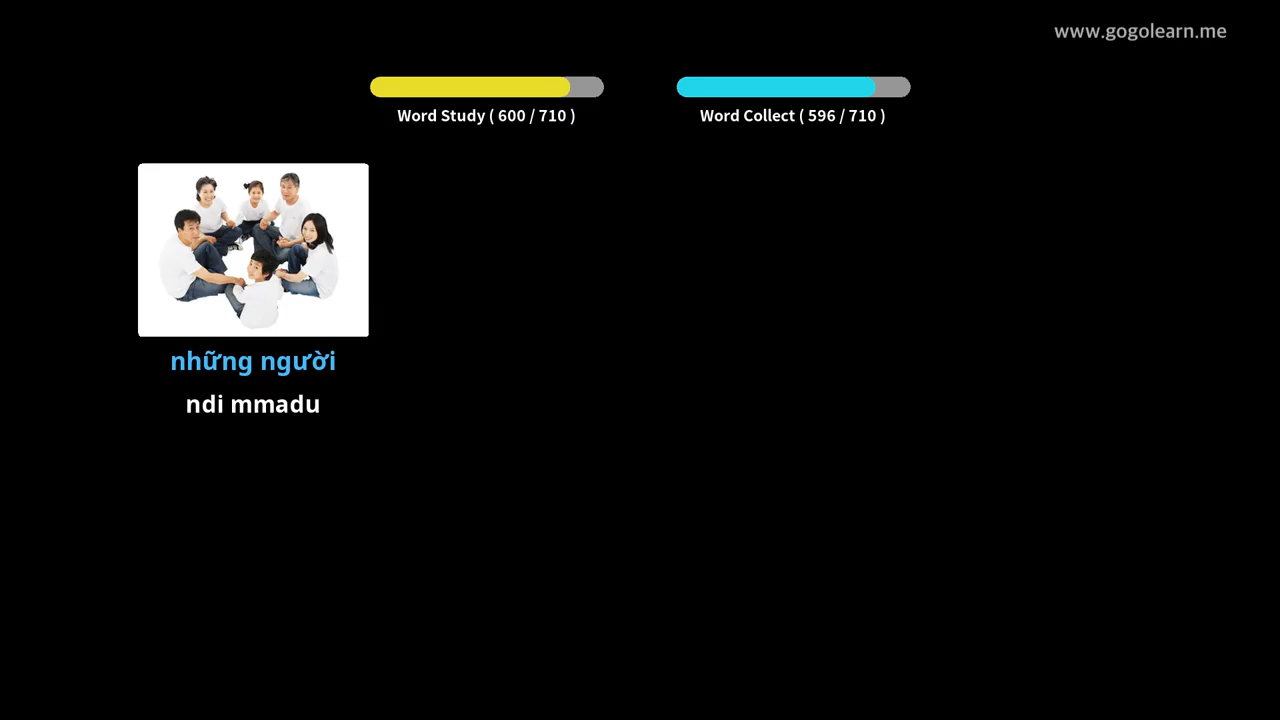 www.gogolearn.me
Word Study ( 600 / 710 )
Word Collect ( 596 / 710 )
những người
ndi mmadu